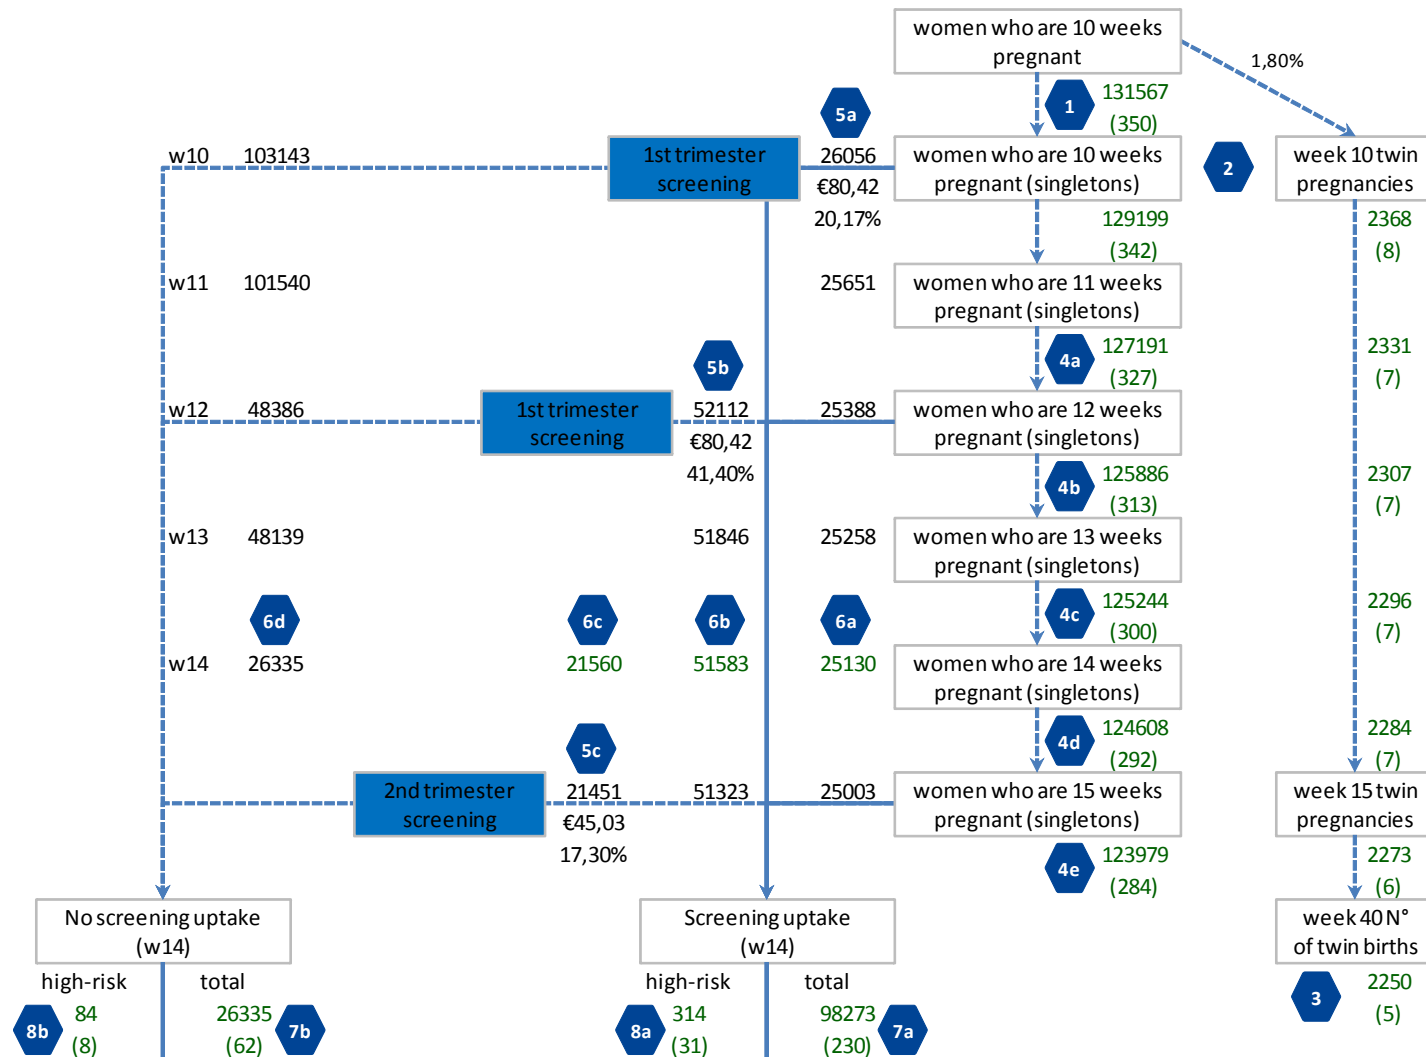 women who are 10 weeks
pregnant
1,80%
1
131567
(350)
5a
w10 103143
1st trimester
screening
26056
€80,42
20,17%
women who are 10 weeks
pregnant (singletons)
2
week 10 twin
pregnancies
129199
(342)
2368
(8)
w11 101540
25651
women who are 11 weeks
pregnant (singletons)
4a
127191
(327)
2331
(7)
5b
w12 48386
1st trimester
screening
52112
€80,42
41,40%
25388
women who are 12 weeks
pregnant (singletons)
4b
125886
(313)
2307
(7)
w13 48139
51846
25258
women who are 13 weeks
pregnant (singletons)
4c
125244
(300)
2296
(7)
6d
6c
6b
6a
w14 26335
21560
51583
25130
women who are 14 weeks
pregnant (singletons)
4d
124608
(292)
2284
(7)
5c
2nd trimester
screening
21451
€45,03
17,30%
51323
25003
women who are 15 weeks
pregnant (singletons)
week 15 twin
pregnancies
4e
123979
(284)
2273
(6)
No screening uptake
(w14)
Screening uptake
(w14)
week 40 N°
of twin births
high-risk total
8b
84
(8)
26335
(62)
7b
high-risk total
8a
314
(31)
98273
(230)
7a
3
2250
(5)